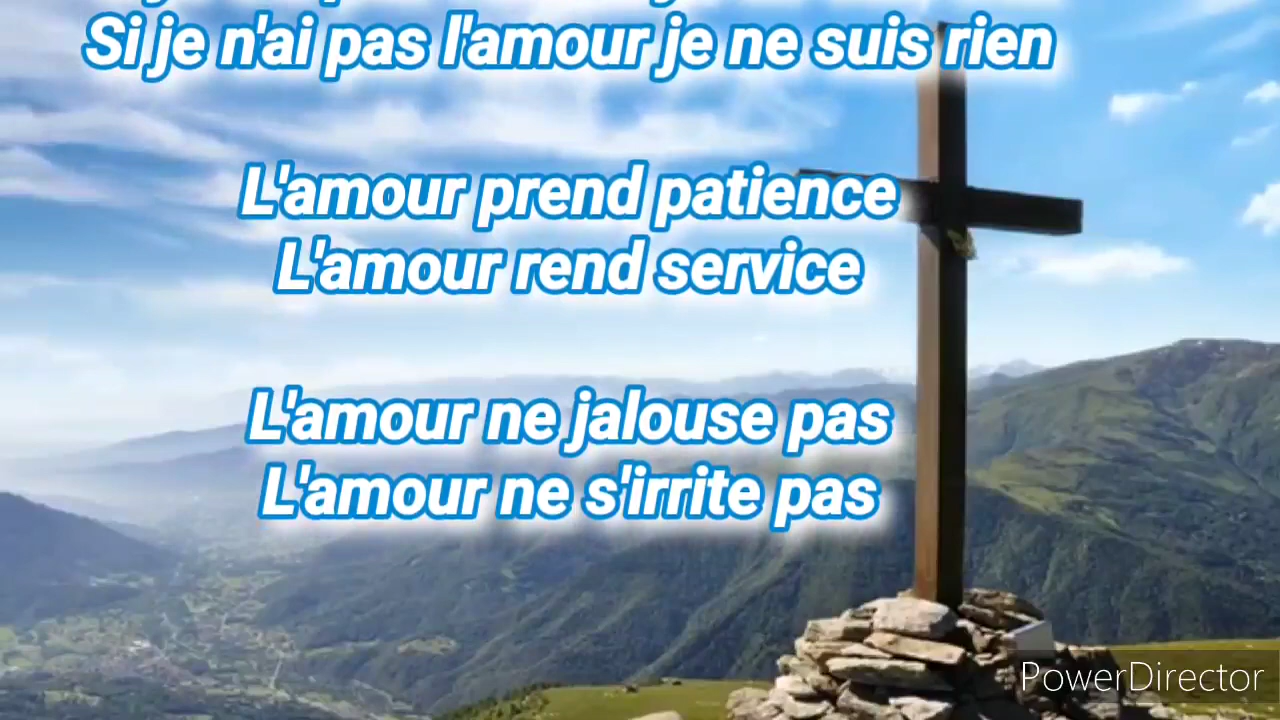 Si je n'ai pas l'amour je ne suis rien
L'amour prend patience
L'amour rend service
L'amour ne jalouse pas
L'amour ne s'irrite pas
PowerDirector